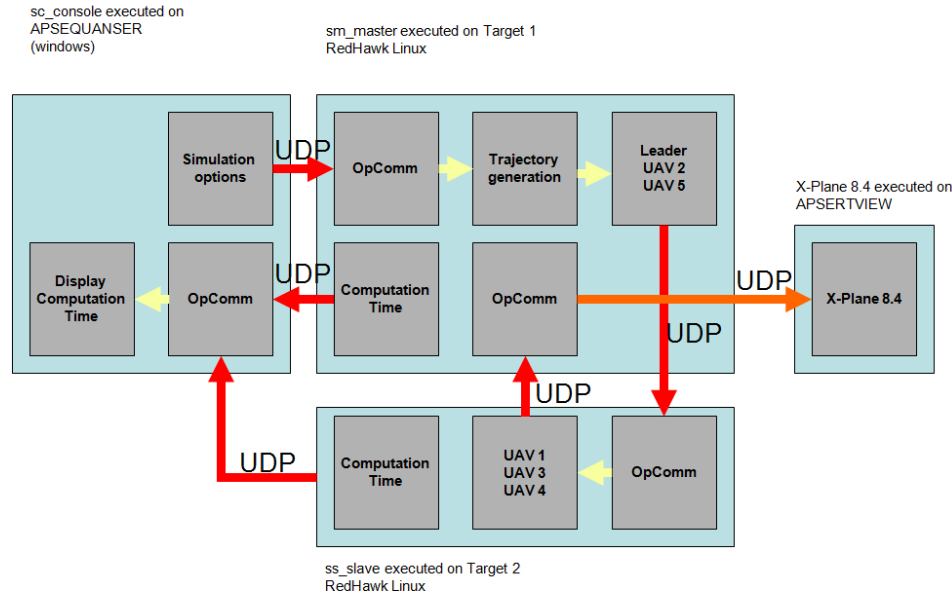 sc_console executed on
APSEQUANSER
(windows)
sm_master executed on Target 1
RedHawk Linux
Simulation
options
UDP
OpComm
Trajectory
generation
Leader
UAV 2
UAV 5
X-Plane 8.4 executed on
APSERTVIEW
Display
Computation
Time
OpComm
UDP
Computation
Time
OpComm
UDP
X-Plane 8.4
UDP
UDP
UDP
Computation
Time
UAV 1
UAV 3
UAV 4
OpComm
ss_slave executed on Target 2
RedHawk Linux